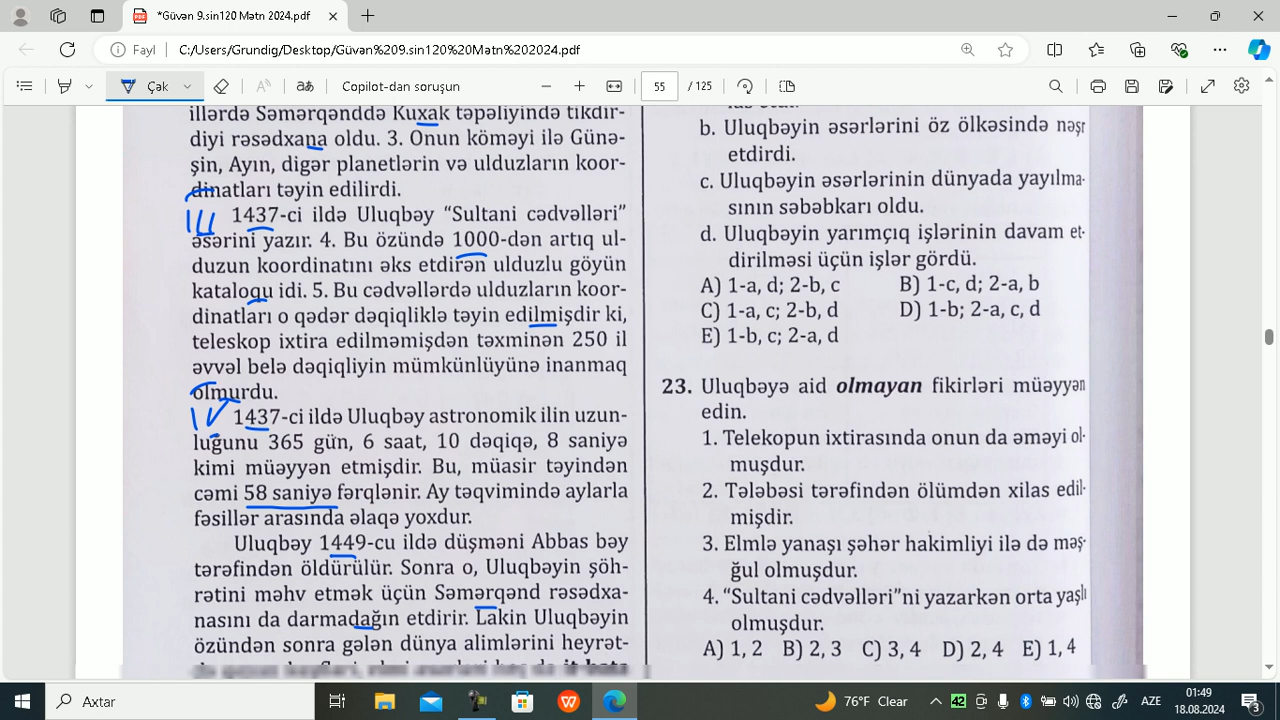 *Güvən 9.sin120 Mətn 2024.pdf
Fayl
C:/Users/Grundig/Desktop/Güvən%209.sin120%20Mətn%202024.pdf
Çak
Copilot-dan soruşun
55 / 125
illərdə Səmərqənddə Kuxak təpəliyində tikdir-
diyi rəsədxana oldu. 3. Onun köməyi ilə Günə-
şin, Ayın, digər planetlərin və ulduzların koor-
dinatları təyin edilirdi.
III
1437-ci ildə Uluqbəy “Sultani cədvəlləri”
əsərini yazır. 4. Bu özündə 1000-dən artıq ul-
duzun koordinatını əks etdirən ulduzlu göyün
kataloqu idi. 5. Bu cədvəllərdə ulduzların koor-
dinatları o qədər dəqiqliklə təyin edilmişdir ki,
teleskop ixtira edilməmişdən təxminən 250 il
əvvəl belə dəqiqliyin mümkünlüyünə inanmaq
olmurdu.
IV
1437-ci ildə Uluqbəy astronomik ilin uzun-
luğunu 365 gün, 6 saat, 10 dəqiqə, 8 saniyə
kimi müəyyən etmişdir. Bu, müasir təyindən
cəmi 58 saniyə fərqlənir. Ay təqvimində aylarla
fəsillər arasında əlaqə yoxdur.
Uluqbəy 1449-cu ildə düşməni Abbas bəy
tərəfindən öldürülür. Sonra o, Uluqbəyin şöh-
rətini məhv etmək üçün Səmərqənd rəsədxa-
nasını da darmadağın etdirir. Lakin Uluqbəyin
özündən sonra gələn dünya alimlərini heyrət-
b. Uluqbəyin əsərlərini öz ölkəsində nəşr
etdirdi.
c. Uluqbəyin əsərlərinin dünyada yayılma-
sının səbəbkarı oldu.
d. Uluqbəyin yarımçıq işlərinin davam et-
dirilməsi üçün işlər gördü.
A) 1-a, d; 2-b, c B) 1-c, d; 2-a, b
C) 1-a, c; 2-b, d D) 1-b; 2-a, c, d
E) 1-b, c; 2-a, d
23. Uluqbəyə aid olmayan fikirləri müəyyən
edin.
1. Telekopun ixtirasında onun da əməyi ol-
muşdur.
2. Tələbəsi tərəfindən ölümdən xilas edil-
mişdir.
3. Elmlə yanaşı şəhər hakimliyi ilə də məş-
ğul olmuşdur.
4. “Sultani cədvəlləri”ni yazarkən orta yaşlı
olmuşdur.
A) 1, 2 B) 2, 3 C) 3, 4 D) 2, 4 E) 1, 4
Axtar
76°F Clear
42
AZE
01:49
18.08.2024
3